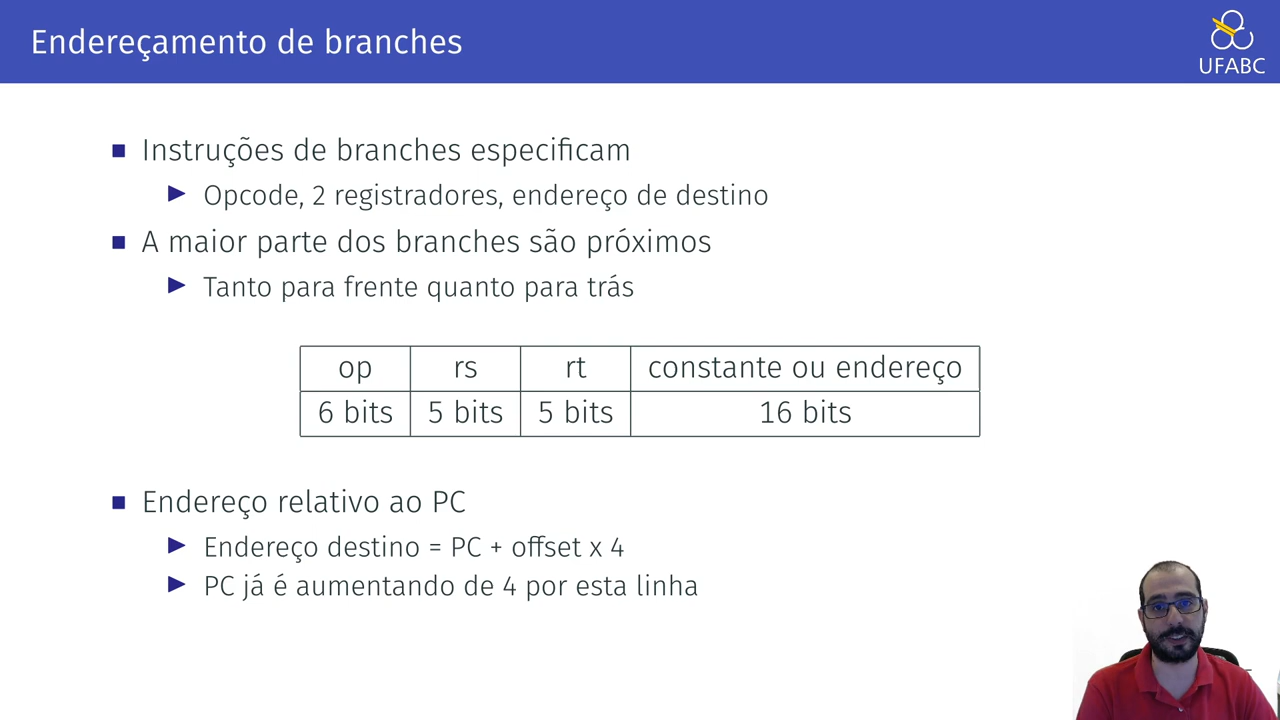 Endereçamento de branches
UFABC
Instruções de branches especificam
Opcode, 2 registradores, endereço de destino
A maior parte dos branches são próximos
Tanto para frente quanto para trás
op rs rt constante ou endereço
6 bits 5 bits 5 bits 16 bits
Endereço relativo ao PC
Endereço destino = PC + offset x 4
PC já é aumentando de 4 por esta linha